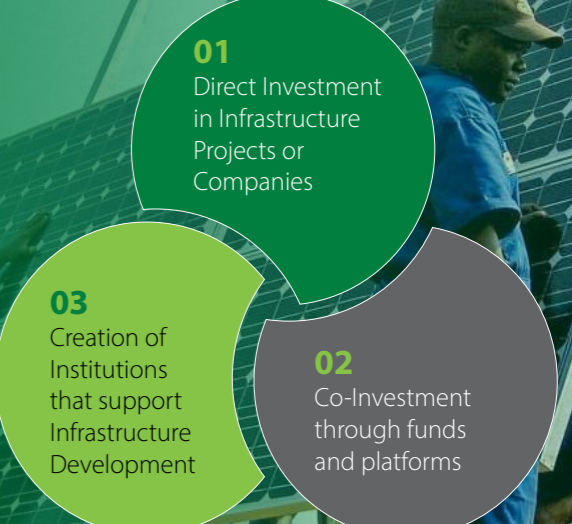 01
Direct Investment
in Infrastructure
Projects or
Companies
02
Co-Investment
through funds
and platforms
03
Creation of
Institutions
that support
Infrastructure
Development